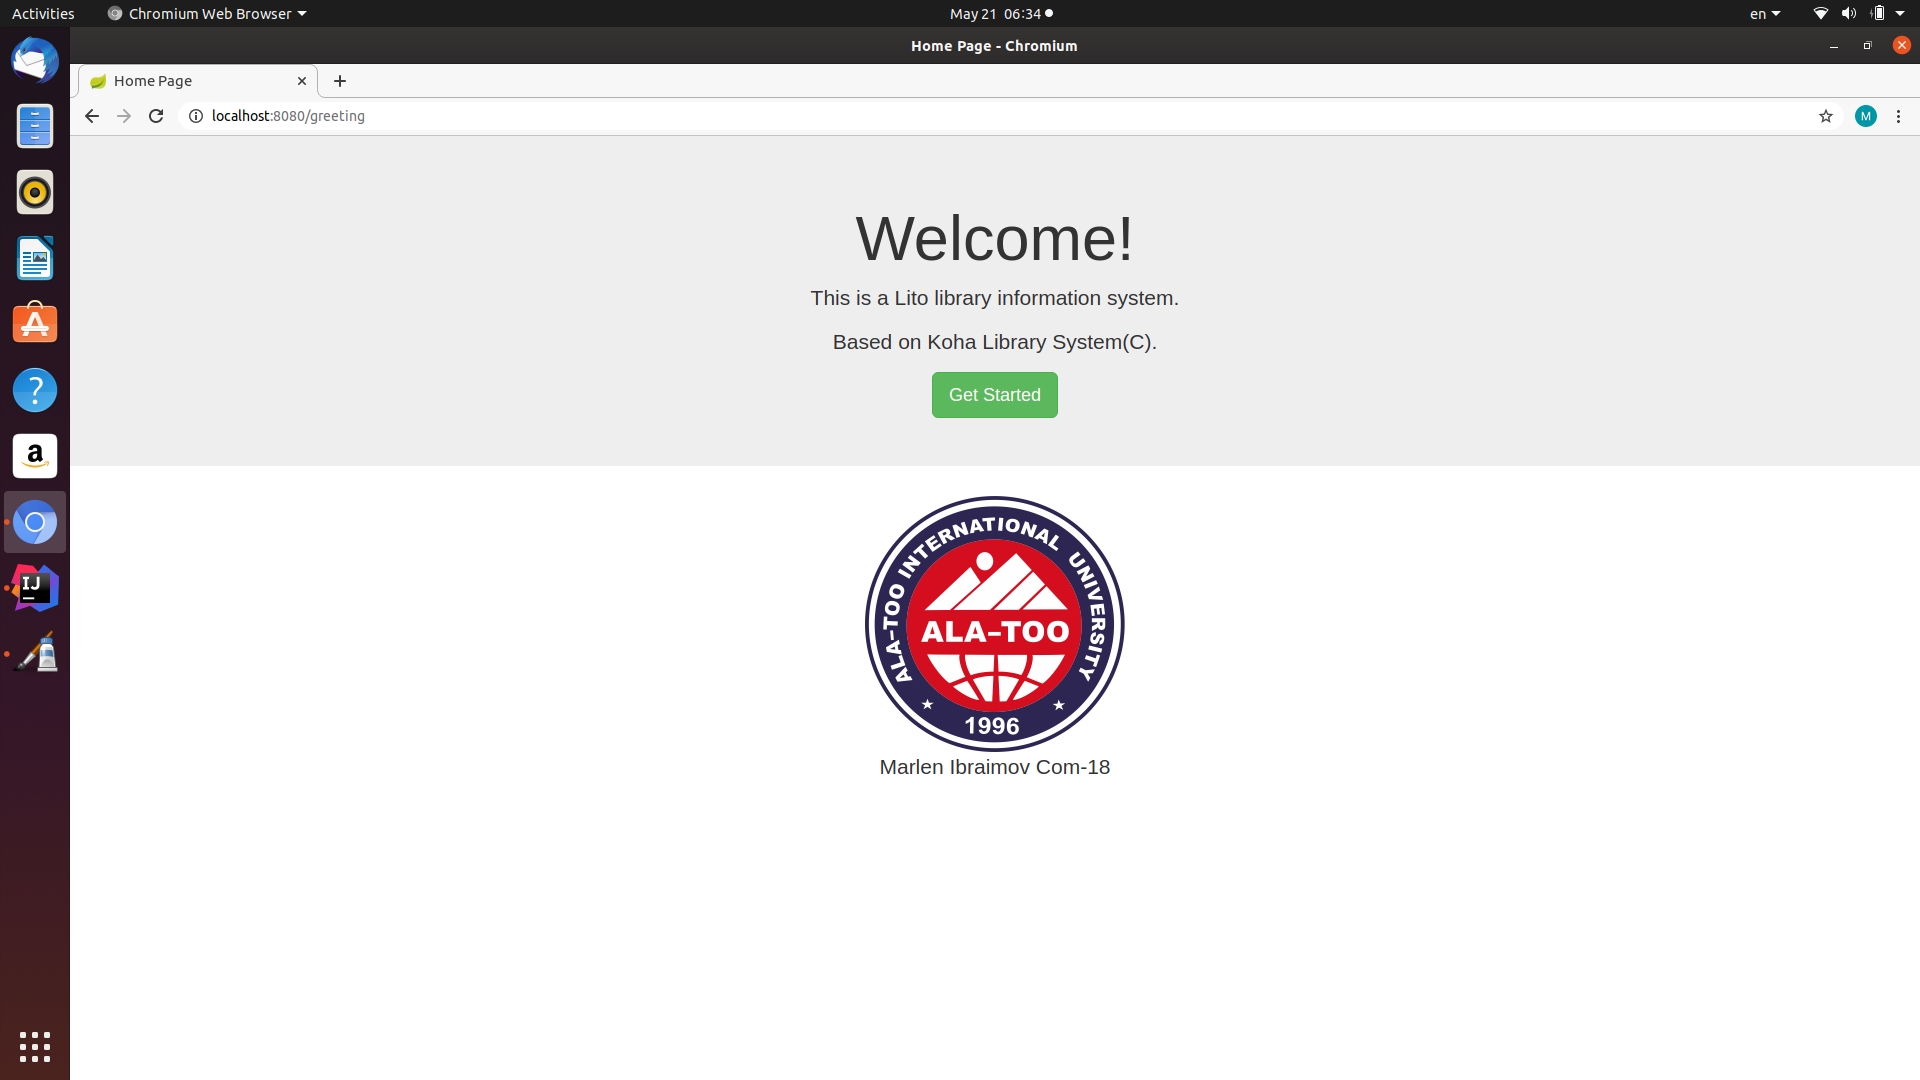 Activities
Chromium Web Browser
May 21 06:34
en
Home Page - Chromium
Home Page
localhost:8080/greeting
M
Welcome!
This is a Lito library information system.
Based on Koha Library System(C).
Get Started
a
IJ
?
ALA-TOO INTERNATIONAL UNIVERSITY
ALA-TOO
1996
Marlen Ibraimov Com-18